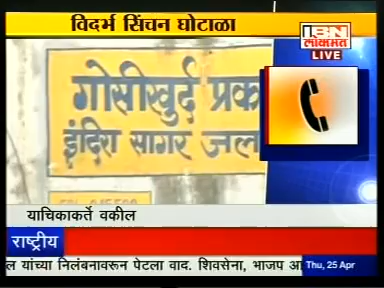 विदर्भ सिंचन घोटाळा
IBN
लोकमत
LIVE
गोसीखुर्द प्रक
इंदिरा सागर जल
याचिकाकर्ते वकील
राष्ट्रीय
ल यांच्या निलंबनावरून पेटला वाद. शिवसेना, भाजप आ
Thu, 25 Apr